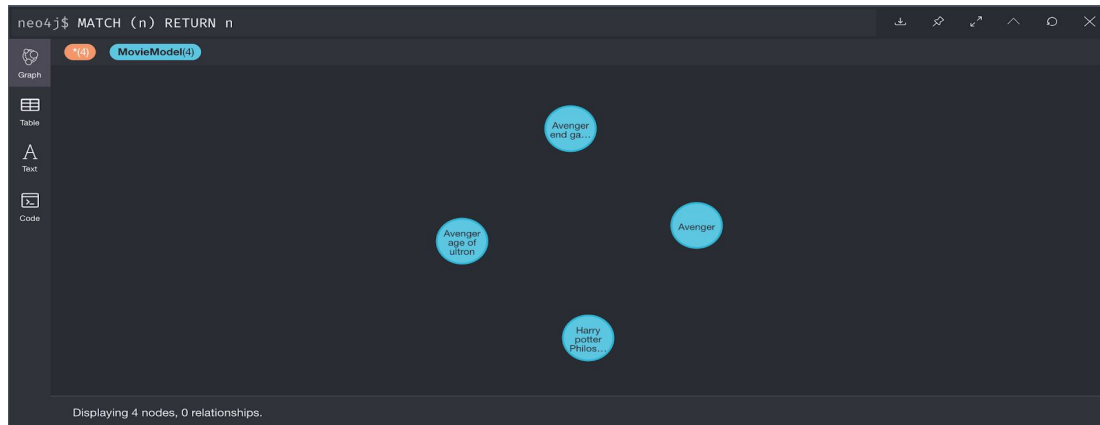 neo4j$ MATCH (n) RETURN n
*(4) MovieModel(4)
Graph
Table
A
Text
Code
Avenger
end ga...
Avenger
Avenger
age of
ultron
Harry
potter
Philos...
Displaying 4 nodes, 0 relationships.